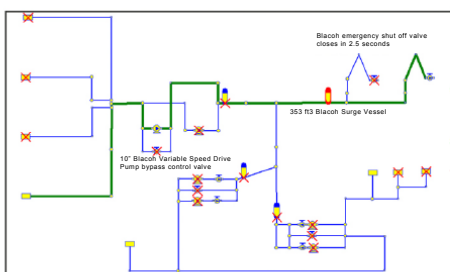 Blacoh emergency shut off valve
closes in 2.5 seconds
353 ft3 Blacoh Surge Vessel
10" Blacoh Variable Speed Drive
Pump bypass control valve